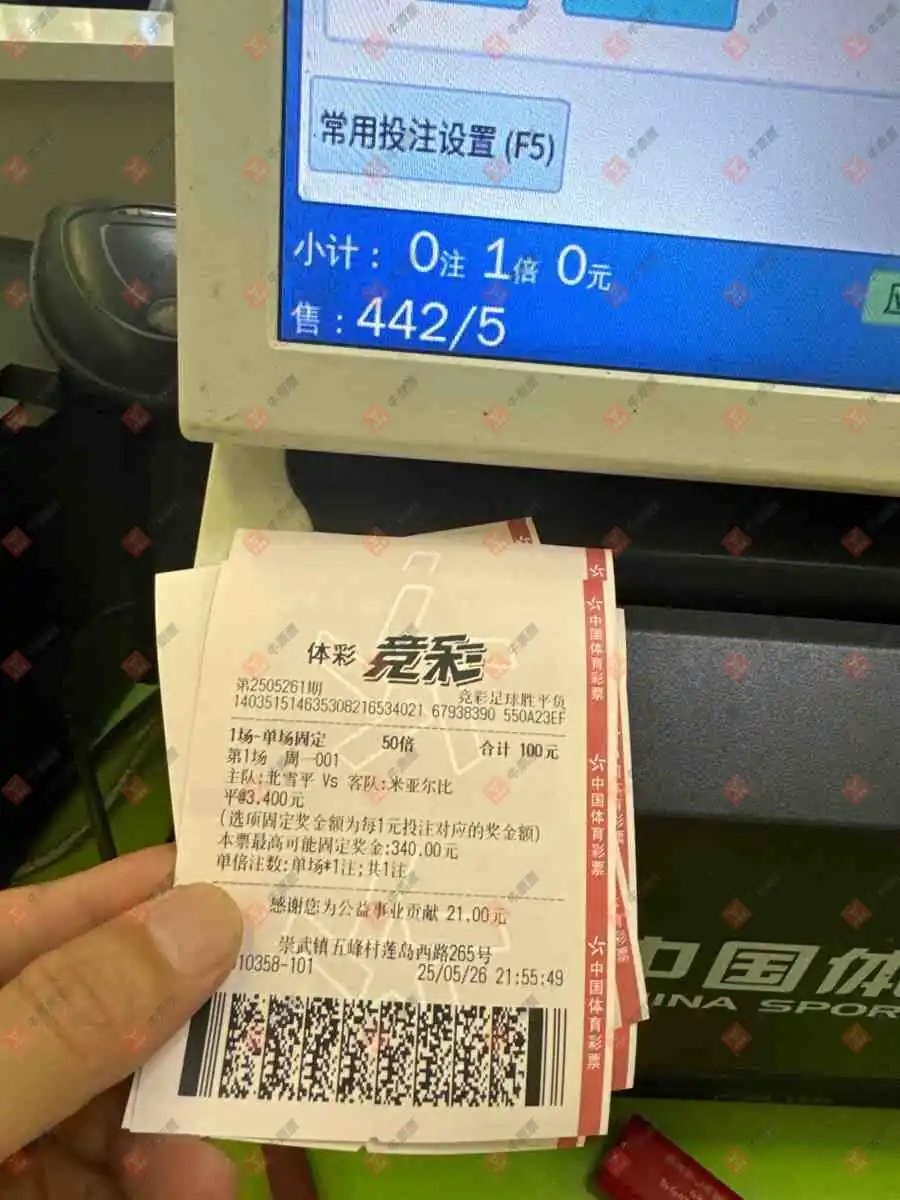 常用投注设置 (F5)
小计： 0注 1倍 0元
售：442/5
体彩 竞彩
第2505261期 竞彩足球胜平负
140351514635308216534021 67938390 550A23EF
1场-单场固定 50倍 合计 100元
第1场 周一001
主队:北雪平 Vs 客队:米亚尔比
平@3.400元
(选项固定奖金额为每1元投注对应的奖金额)
本票最高可能固定奖金:340.00元
单倍注数:单场*1注;共1注
感谢您为公益事业贡献 21.00元
崇武镇五峰村莲岛西路265号
10358-101 25/05/26 21:55:49
中国体育彩票
中国体育彩票
中国体育彩票
中国体
INA SPOR